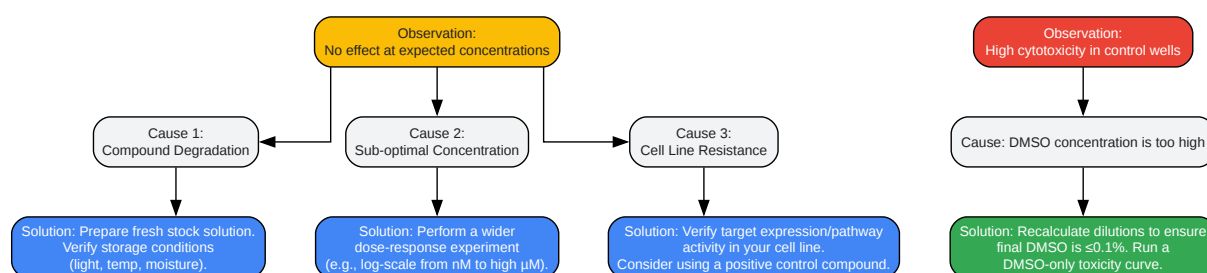 Observation:
No effect at expected concentrations
Observation:
High cytotoxicity in control wells
Cause 1:
Compound Degradation
Cause 2:
Sub-optimal Concentration
Cause 3:
Cell Line Resistance
Cause: DMSO concentration is too high
Solution: Prepare fresh stock solution.
Verify storage conditions
(light, temp, moisture).
Solution: Perform a wider
dose-response experiment
(e.g., log-scale from nM to high µM).
Solution: Verify target expression/pathway
activity in your cell line.
Consider using a positive control compound.
Solution: Recalculate dilutions to ensure
final DMSO is ≤0.1%. Run a
DMSO-only toxicity curve.